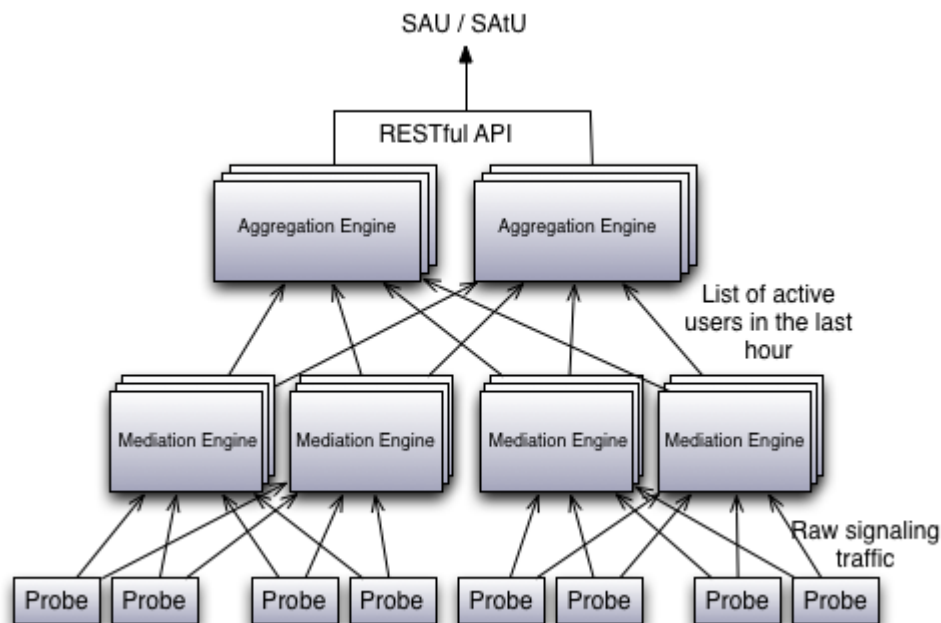 SAU / SAtU
RESTful API
Aggregation Engine
Aggregation Engine
List of active
users in the last
hour
Mediation Engine
Mediation Engine
Mediation Engine
Mediation Engine
Raw signaling
traffic
Probe
Probe
Probe
Probe
Probe
Probe
Probe
Probe